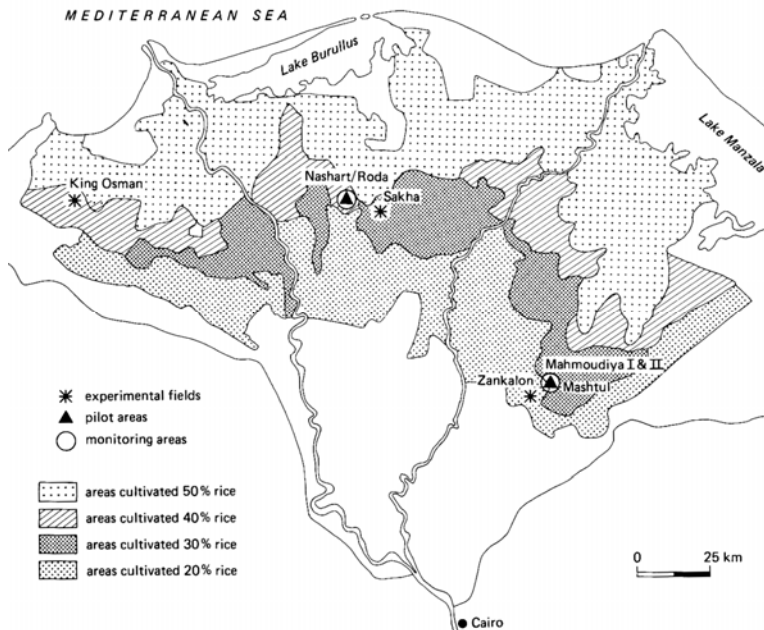 MEDITERRANEAN SEA
Lake Burullus
Lake Manzala
Nashart/Roda
King Osman
Sakha
Mahmoudiya I & II
Zankalon
Mashtul
experimental fields
pilot areas
monitoring areas
areas cultivated 50% rice
areas cultivated 40% rice
areas cultivated 30% rice
areas cultivated 20% rice
0 25 km
Cairo